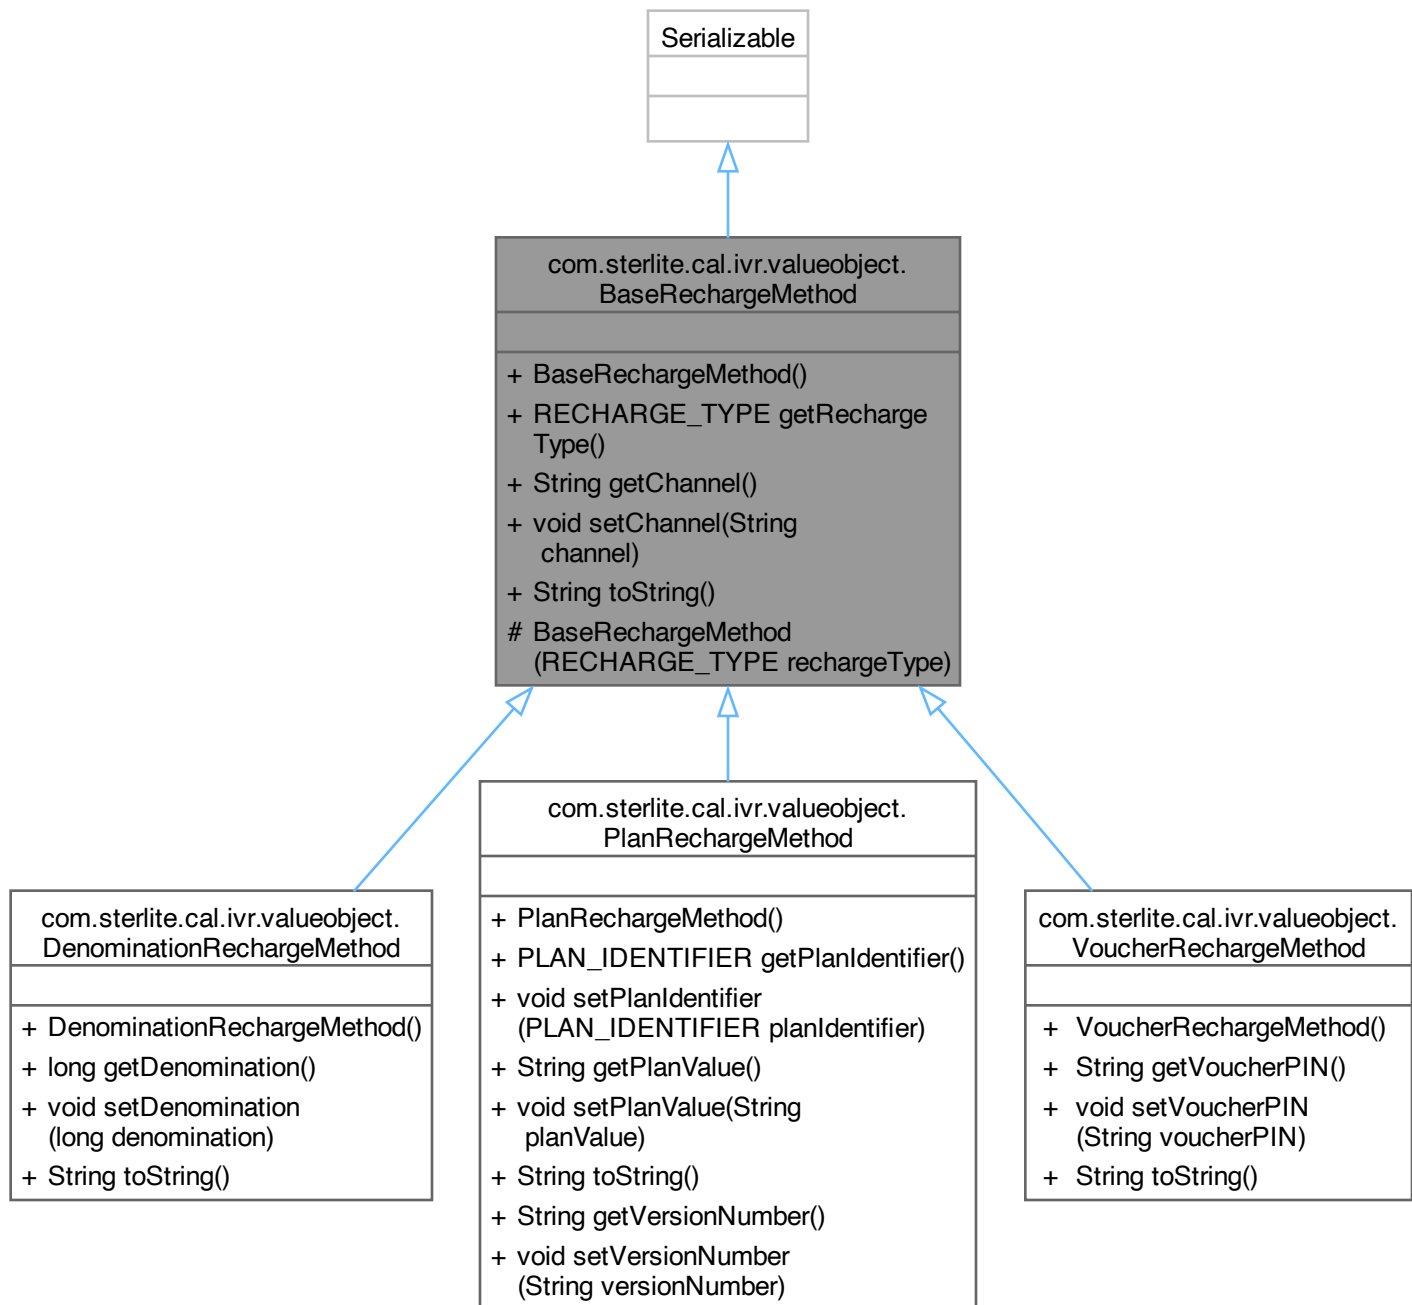 Serializable
com.sterlite.cal.ivr.valueobject.
BaseRechargeMethod
+ BaseRechargeMethod()
+ RECHARGE_TYPE getRecharge
Type()
+ String getChannel()
+ void setChannel(String
channel)
+ String toString()
# BaseRechargeMethod
(RECHARGE_TYPE rechargeType)
com.sterlite.cal.ivr.valueobject.
DenominationRechargeMethod
+ DenominationRechargeMethod()
+ long getDenomination()
+ void setDenomination
(long denomination)
+ String toString()
com.sterlite.cal.ivr.valueobject.
PlanRechargeMethod
+ PlanRechargeMethod()
+ PLAN_IDENTIFIER getPlanIdentifier()
+ void setPlanIdentifier
(PLAN_IDENTIFIER planIdentifier)
+ String getPlanValue()
+ void setPlanValue(String
planValue)
+ String toString()
+ String getVersionNumber()
+ void setVersionNumber
(String versionNumber)
com.sterlite.cal.ivr.valueobject.
VoucherRechargeMethod
+ VoucherRechargeMethod()
+ String getVoucherPIN()
+ void setVoucherPIN
(String voucherPIN)
+ String toString()